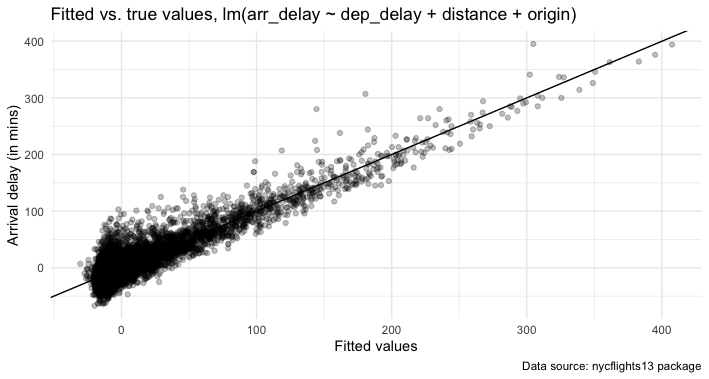 Fitted vs. true values, lm(arr_delay ~ dep_delay + distance + origin)
400
300
200
100
0
Arrival delay (in mins)
0 100 200 300 400
Fitted values
Data source: nycflights13 package